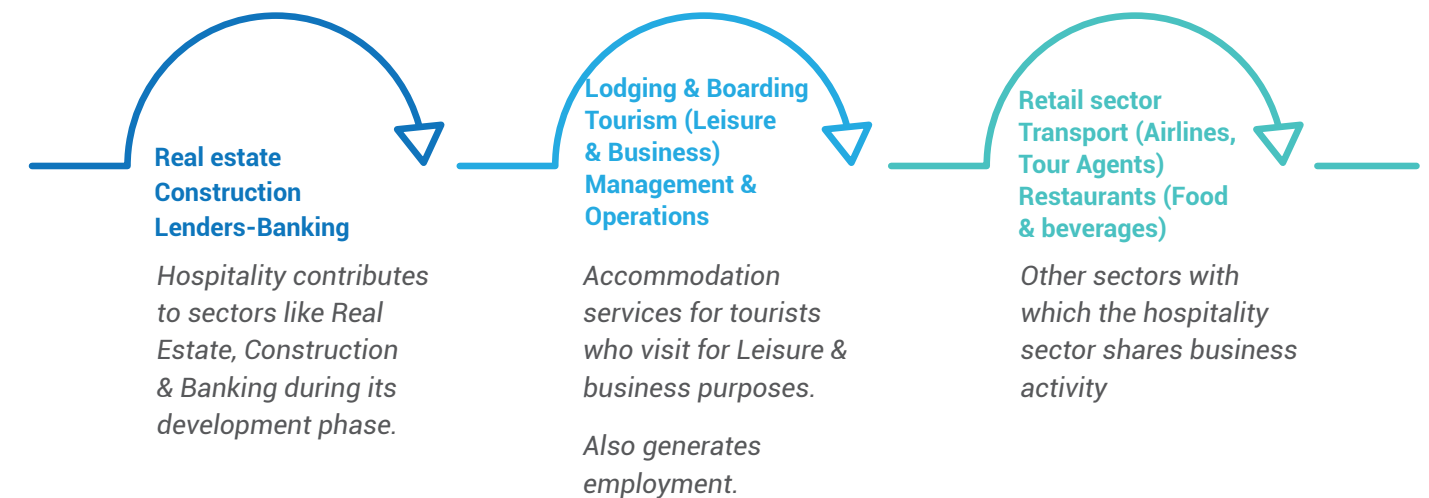 Real estate
Construction
Lenders-Banking
Hospitality contributes
to sectors like Real
Estate, Construction
& Banking during its
development phase.
Lodging & Boarding
Tourism (Leisure
& Business)
Management &
Operations
Accommodation
services for tourists
who visit for Leisure &
business purposes.
Also generates
employment.
Retail sector
Transport (Airlines,
Tour Agents)
Restaurants (Food
& beverages)
Other sectors with
which the hospitality
sector shares business
activity